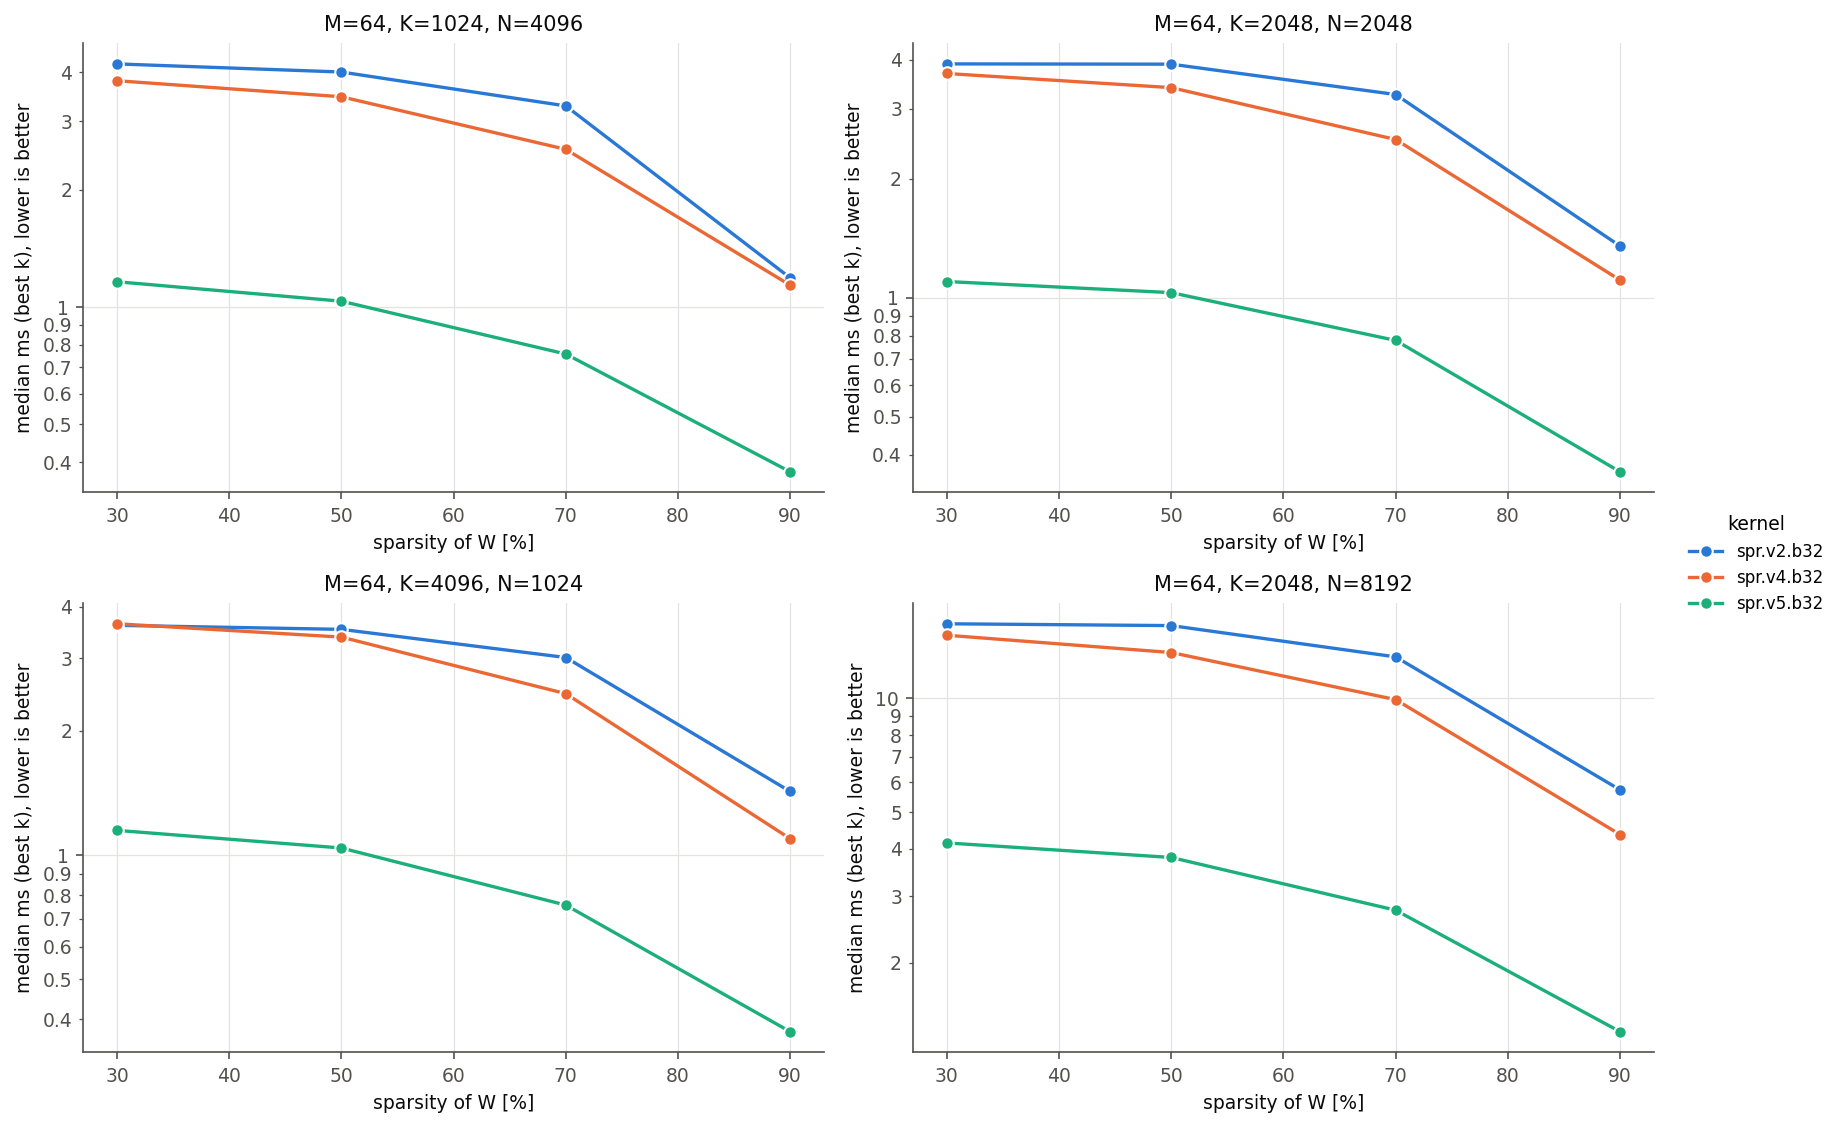 M=64, K=1024, N=4096
median ms (best k), lower is better
4
3
2
1
0.9
0.8
0.7
0.6
0.5
0.4
30 40 50 60 70 80 90
sparsity of W [%]
M=64, K=2048, N=2048
median ms (best k), lower is better
4
3
2
1
0.9
0.8
0.7
0.6
0.5
0.4
30 40 50 60 70 80 90
sparsity of W [%]
M=64, K=4096, N=1024
median ms (best k), lower is better
4
3
2
1
0.9
0.8
0.7
0.6
0.5
0.4
30 40 50 60 70 80 90
sparsity of W [%]
M=64, K=2048, N=8192
median ms (best k), lower is better
10
9
8
7
6
5
4
3
2
30 40 50 60 70 80 90
sparsity of W [%]
kernel
spr.v2.b32
spr.v4.b32
spr.v5.b32